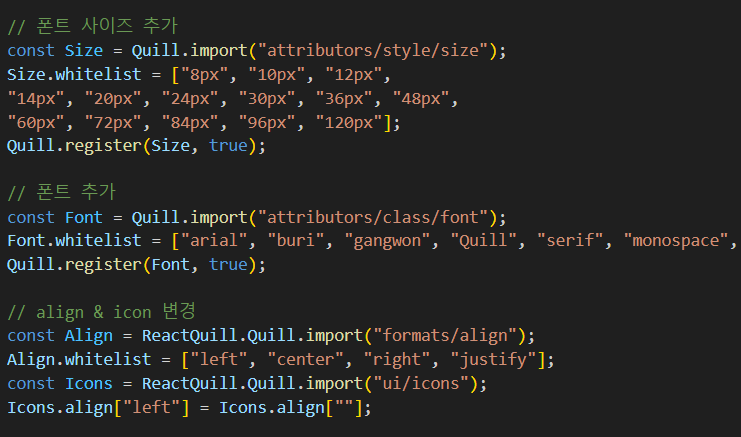 // 폰트 사이즈 추가
const Size = Quill.import("attributors/style/size");
Size.whitelist = ["8px", "10px", "12px",
"14px", "20px", "24px", "30px", "36px", "48px",
"60px", "72px", "84px", "96px", "120px"];
Quill.register(Size, true);
// 폰트 추가
const Font = Quill.import("attributors/class/font");
Font.whitelist = ["arial", "buri", "gangwon", "Quill", "serif", "monospace",
Quill.register(Font, true);
// align & icon 변경
const Align = ReactQuill.Quill.import("formats/align");
Align.whitelist = ["left", "center", "right", "justify"];
const Icons = ReactQuill.Quill.import("ui/icons");
Icons.align["left"] = Icons.align[""];